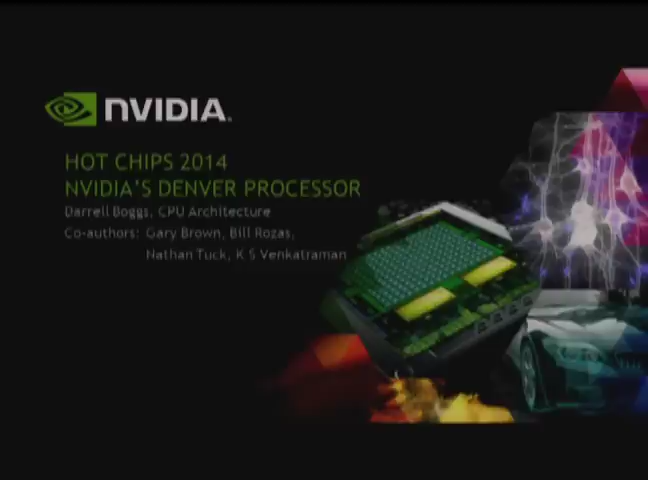 NVIDIA.
HOT CHIPS 2014
NVIDIA'S DENVER PROCESSOR
Darrell Boggs, CPU Architecture
Co-authors: Gary Brown, Bill Rozas,
Nathan Tuck, K S Venkatraman